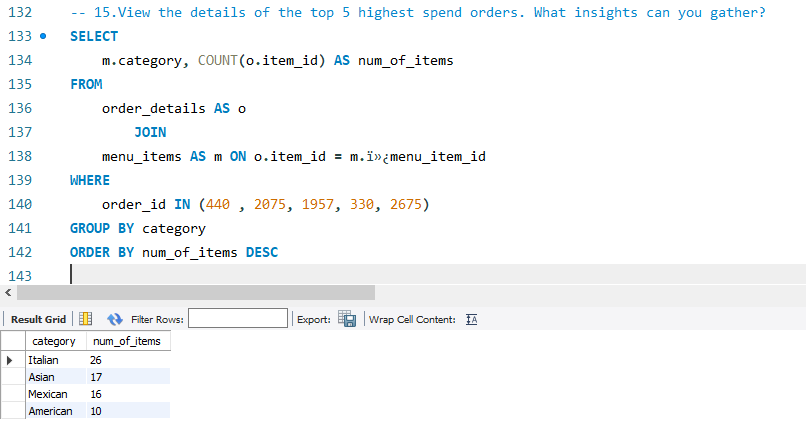 132 -- 15.View the details of the top 5 highest spend orders. What insights can you gather?
133 SELECT
134 m.category, COUNT(o.item_id) AS num_of_items
135 FROM
136 order_details AS o
137 JOIN
138 menu_items AS m ON o.item_id = m.ï»¿menu_item_id
139 WHERE
140 order_id IN (440 , 2075, 1957, 330, 2675)
141 GROUP BY category
142 ORDER BY num_of_items DESC
143
Result Grid Filter Rows: Export: Wrap Cell Content: IA
category num_of_items
Italian 26
Asian 17
Mexican 16
American 10